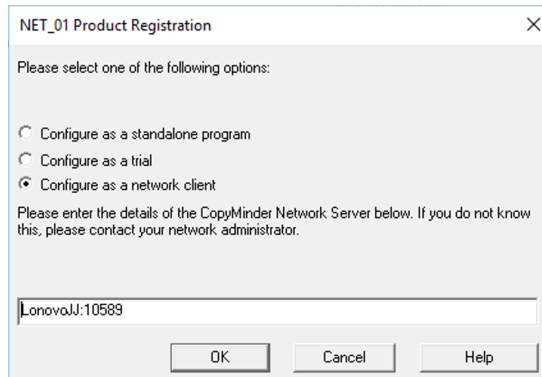 NET_01 Product Registration
Please select one of the following options:
Configure as a standalone program
Configure as a trial
Configure as a network client
Please enter the details of the CopyMinder Network Server below. If you do not know
this, please contact your network administrator.
LonovoJJ:10589
OK
Cancel
Help